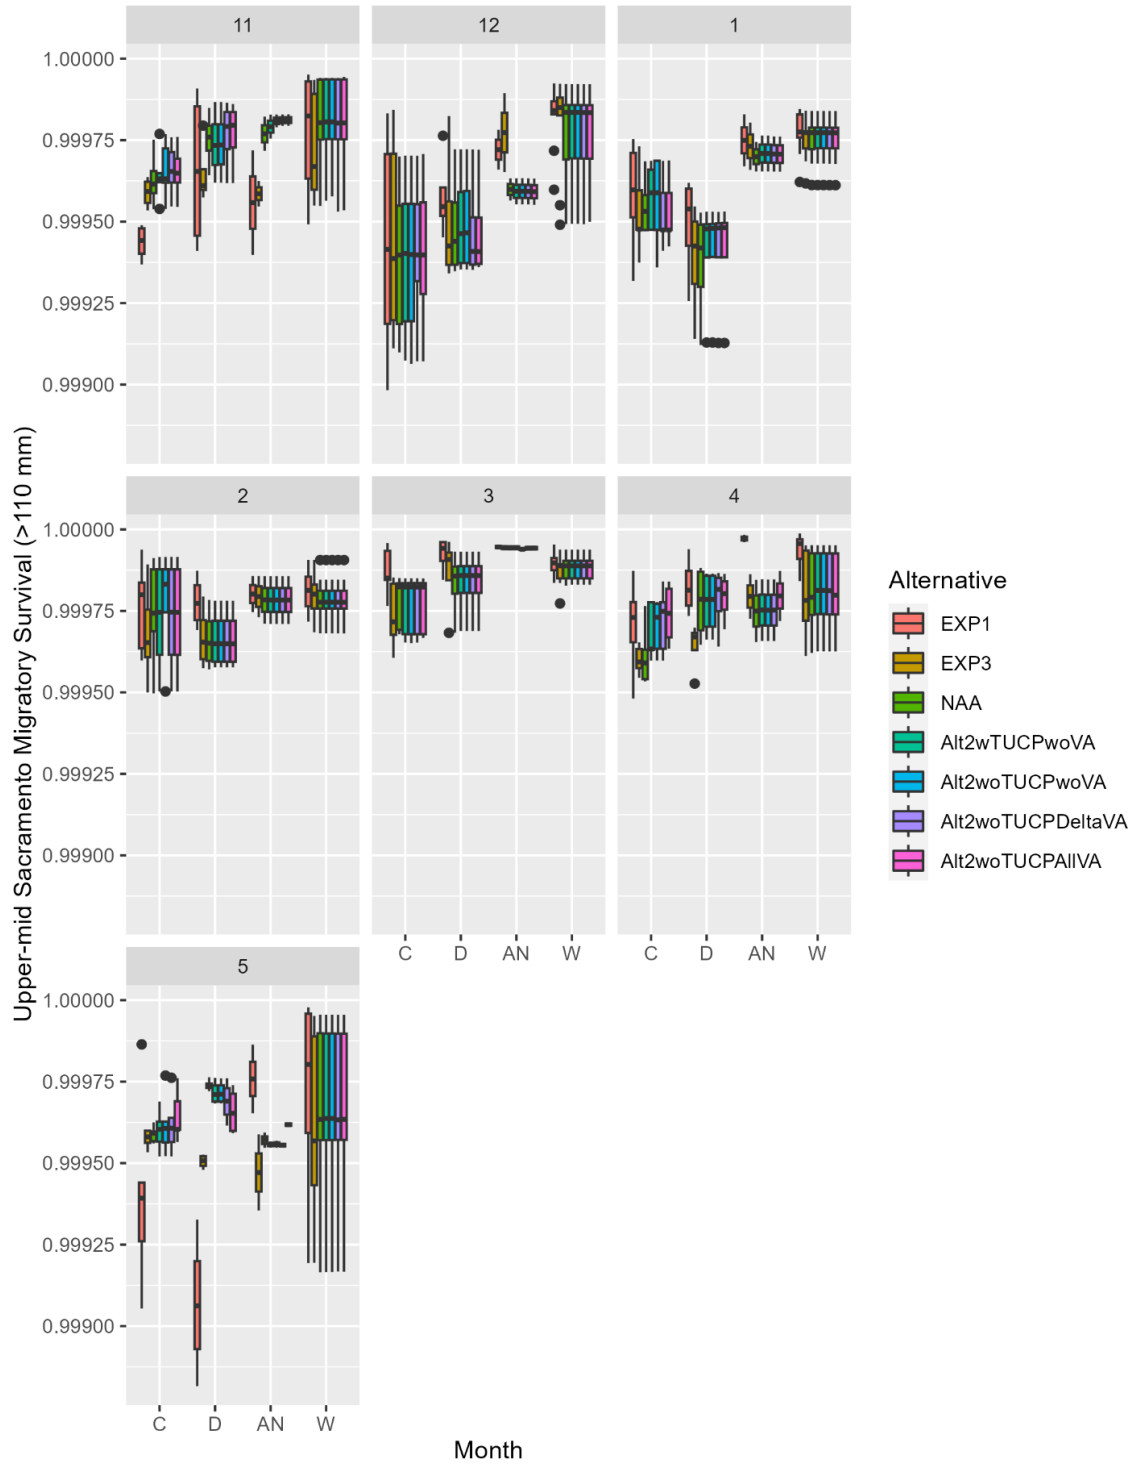 Upper-mid Sacramento Migratory Survival (>110 mm)
11
12
1
1.00000
0.99975
0.99950
0.99925
0.99900
2
3
4
1.00000
0.99975
0.99950
0.99925
0.99900
C D AN W
C D AN W
5
1.00000
0.99975
0.99950
0.99925
0.99900
C D AN W
Month
Alternative
EXP1
EXP3
NAA
Alt2wTUCPwoVA
Alt2woTUCPwoVA
Alt2woTUCPDeltaVA
Alt2woTUCPAllVA